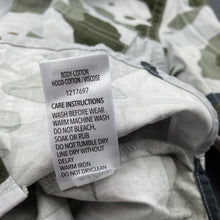 BODY:COTTON
HOOD:COTTON/VISCOSE
1217697
CARE INSTRUCTIONS
WASH BEFORE WEAR
WARM MACHINE WASH
DO NOT BLEACH,
SOAK OR RUB
DO NOT TUMBLE DRY
LINE DRY WITHOUT
DELAY
WARM IRON
DO NOT DRYCLEAN